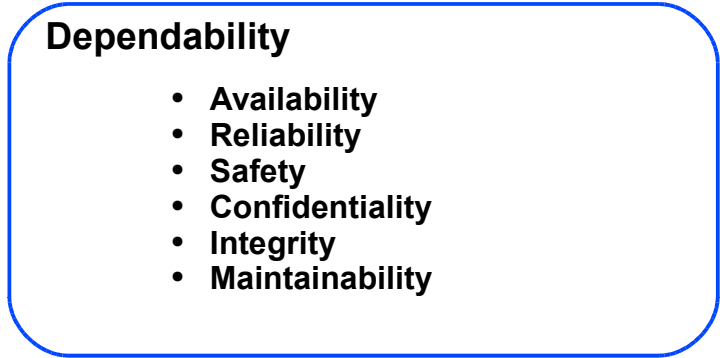 Dependability
• Availability
• Reliability
• Safety
• Confidentiality
• Integrity
• Maintainability